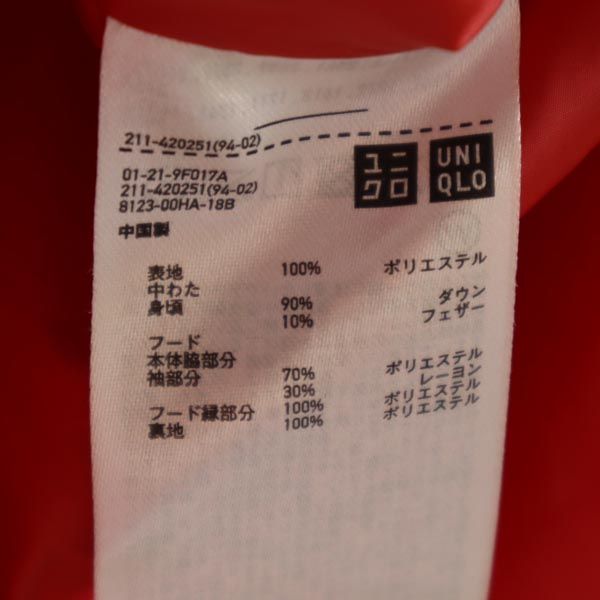 211-420251(94-02)
ユニ
クロ
UNI
QLO
01-21-9F017A
211-420251(94-02)
8123-00HA-18B
中国製
表地 100% ポリエステル
中わた
身頃 90% ダウン
10% フェザー
フード
本体脇部分
袖部分 70% ポリエステル
30% レーヨン
フード縁部分 100% ポリエステル
裏地 100% ポリエステル